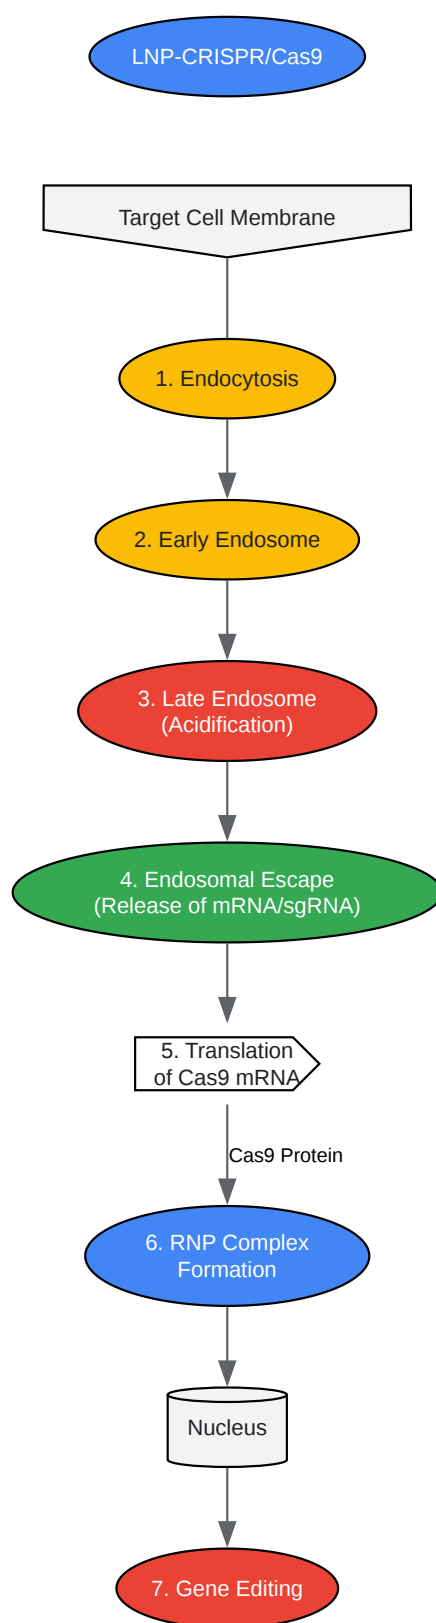 LNP-CRISPR/Cas9
Target Cell Membrane
1. Endocytosis
2. Early Endosome
3. Late Endosome
(Acidification)
4. Endosomal Escape
(Release of mRNA/sgRNA)
5. Translation
of Cas9 mRNA
Cas9 Protein
6. RNP Complex
Formation
Nucleus
7. Gene Editing